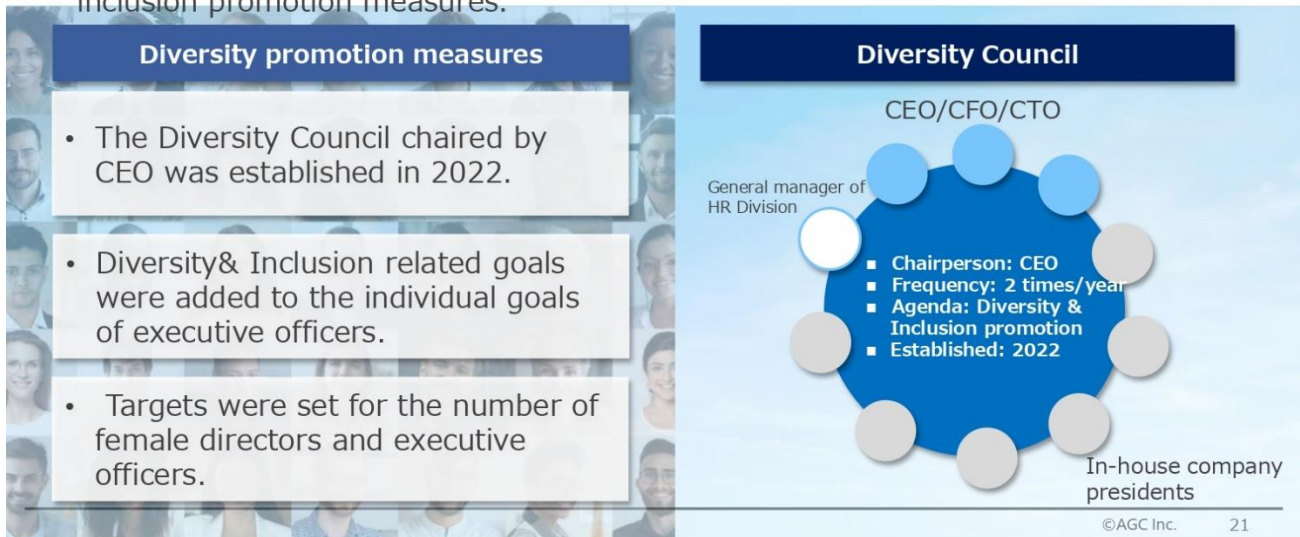 inclusion promotion measures.
Diversity promotion measures
• The Diversity Council chaired by
CEO was established in 2022.
• Diversity& Inclusion related goals
were added to the individual goals
of executive officers.
• Targets were set for the number of
female directors and executive
officers.
Diversity Council
CEO/CFO/CTO
General manager of
HR Division
■ Chairperson: CEO
■ Frequency: 2 times/year
■ Agenda: Diversity &
Inclusion promotion
■ Established: 2022
In-house company
presidents
©AGC Inc. 21